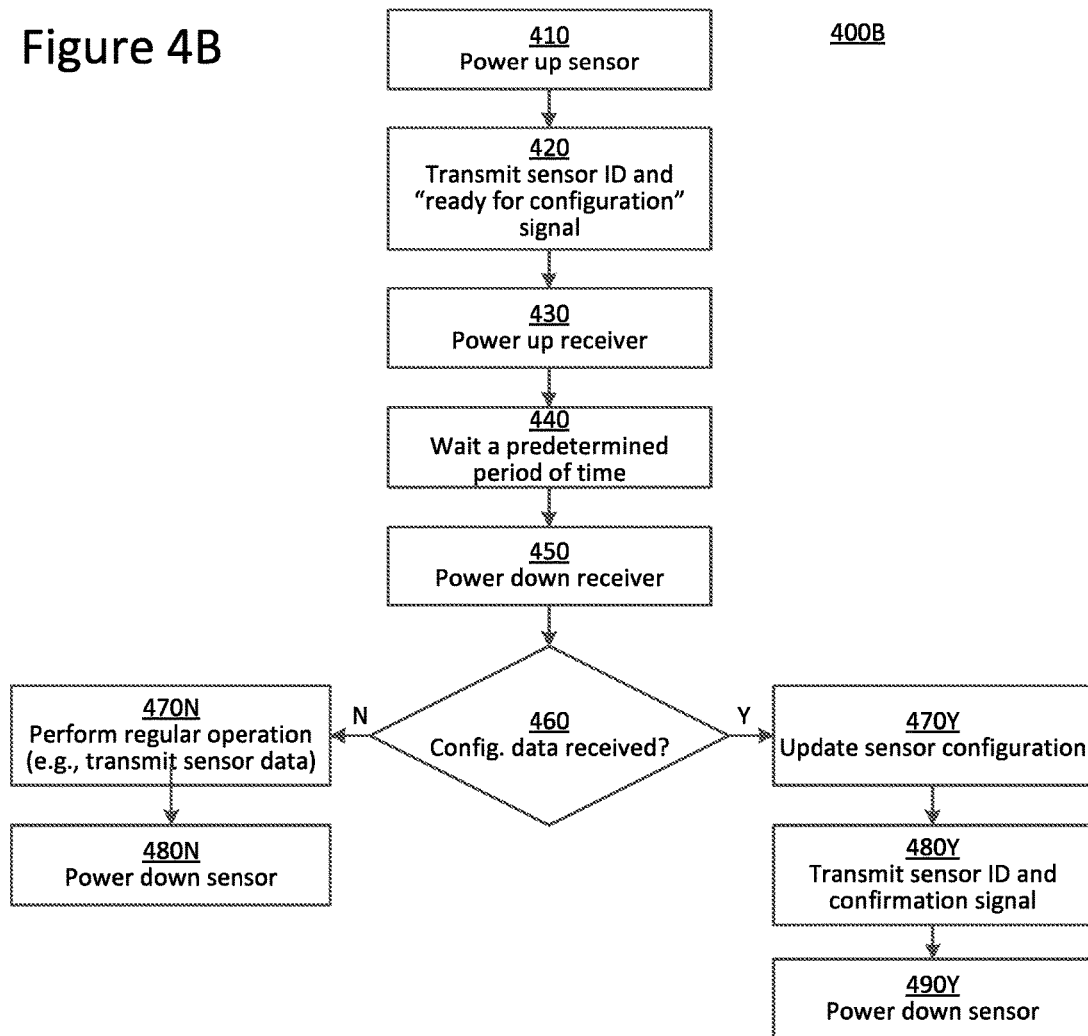 Figure 4B
400B
410
Power up sensor
420
Transmit sensor ID and
“ready for configuration”
signal
430
Power up receiver
440
Wait a predetermined
period of time
450
Power down receiver
460
Config. data received?
N
Y
470N
Perform regular operation
(e.g., transmit sensor data)
480N
Power down sensor
470Y
Update sensor configuration
480Y
Transmit sensor ID and
confirmation signal
490Y
Power down sensor